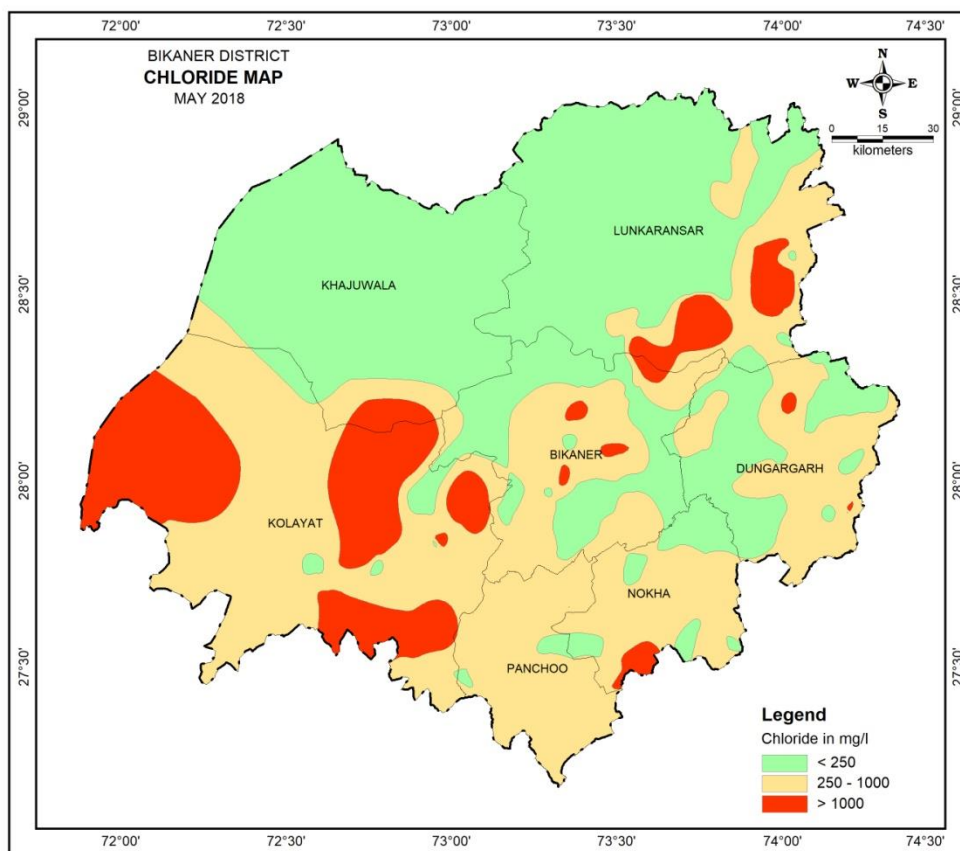 72°00' 72°30' 73°00' 73°30' 74°00' 74°30'
BIKANER DISTRICT
CHLORIDE MAP
MAY 2018
N
W E
S
0 15 30
kilometers
29°00' 29°00'
LUNKARANSAR
KHAJUWALA
28°30' 28°30'
BIKANER
DUNGARGARH
28°00' 28°00'
KOLAYAT
NOKHA
PANCHOO
27°30' 27°30'
Legend
Chloride in mg/l
< 250
250 - 1000
> 1000
72°00' 72°30' 73°00' 73°30' 74°00' 74°30'